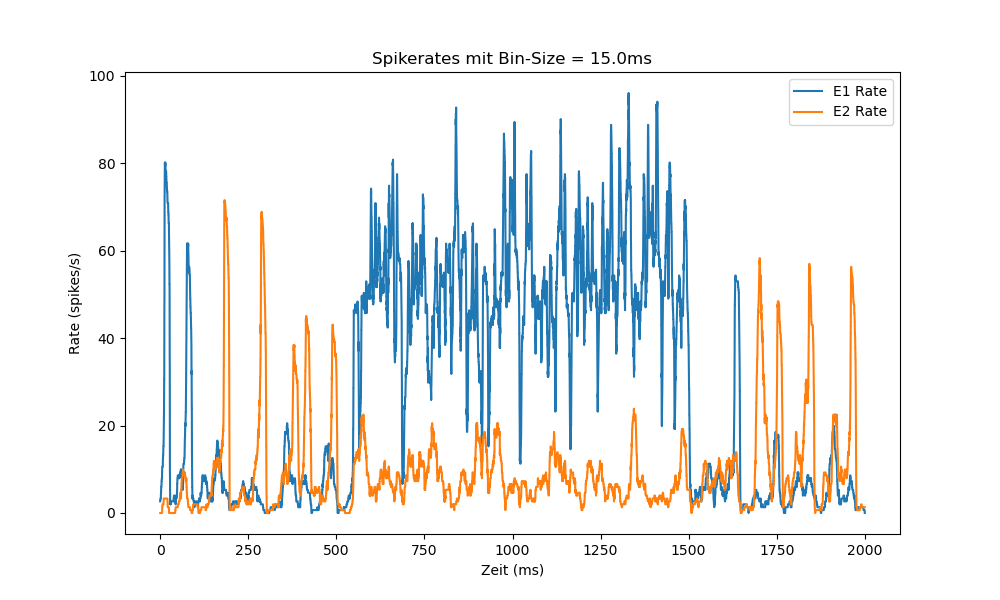 Spikerates mit Bin-Size = 15.0ms
E1 Rate
E2 Rate
Rate (spikes/s)
100
80
60
40
20
0
0 250 500 750 1000 1250 1500 1750 2000
Zeit (ms)